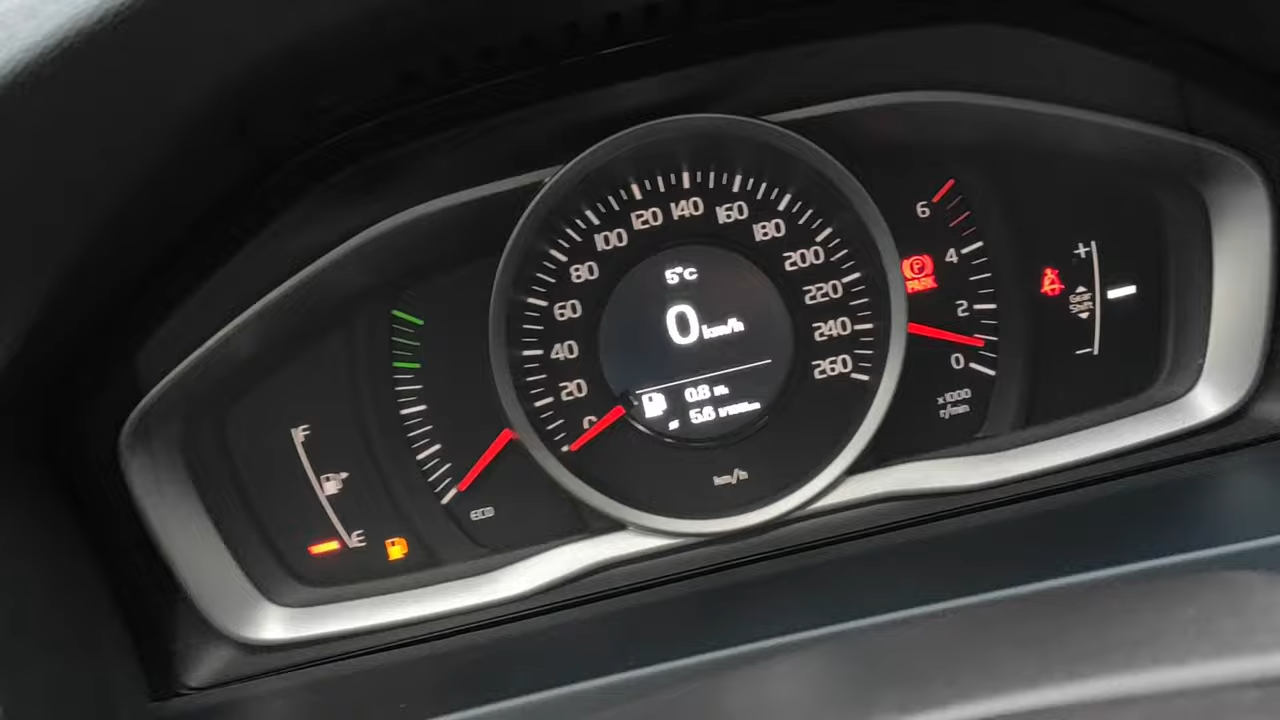 F
E
eco
0
20
40
60
80
100
120
140
160
180
200
220
240
260
5°C
0 km/h
0.8
5.6
km/h
6
4
2
0
x1000
r/min
(P)
PARK
+
Gear
Shift
−